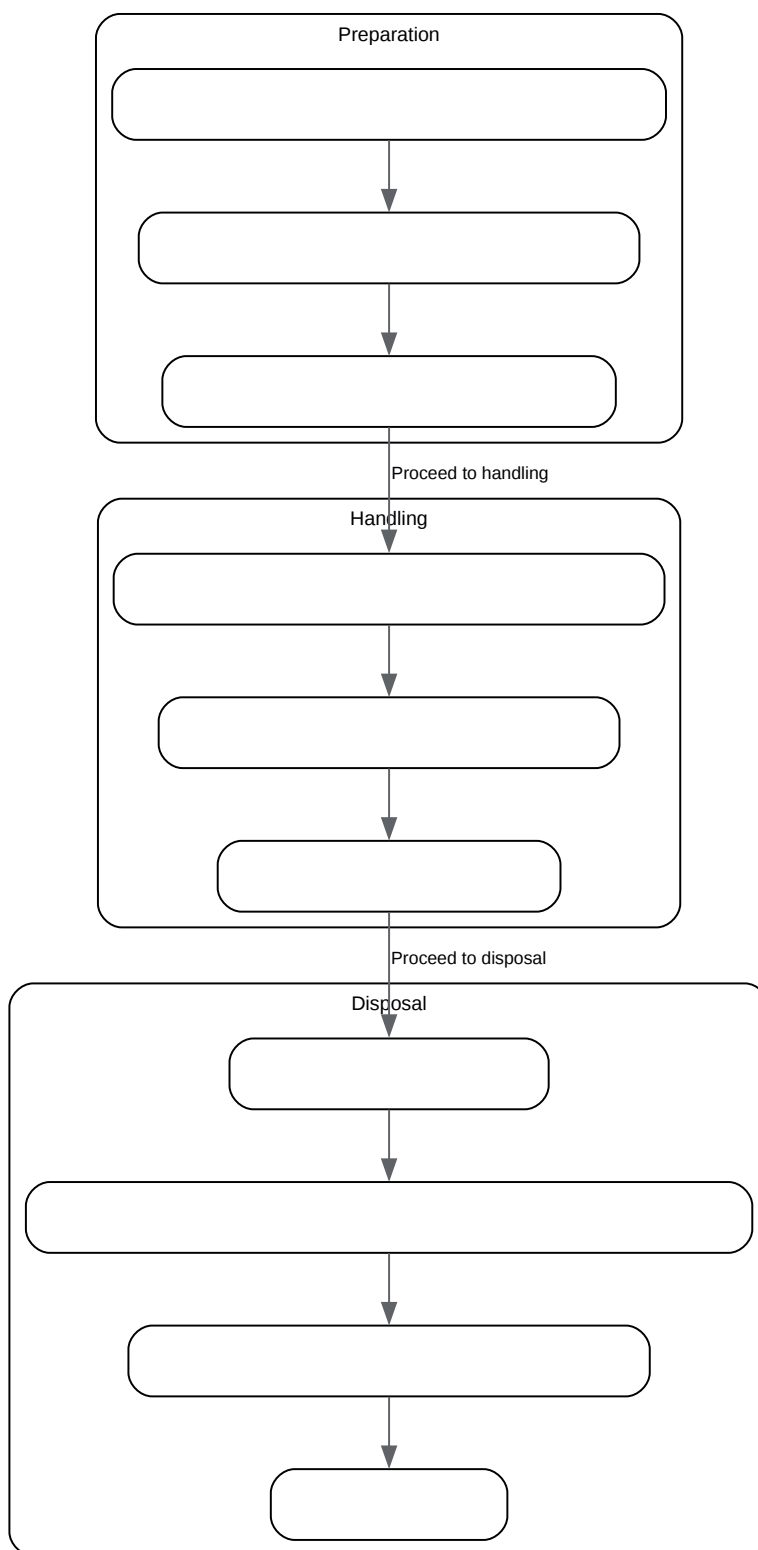 Preparation
Proceed to handling
Handling
Proceed to disposal
Disposal